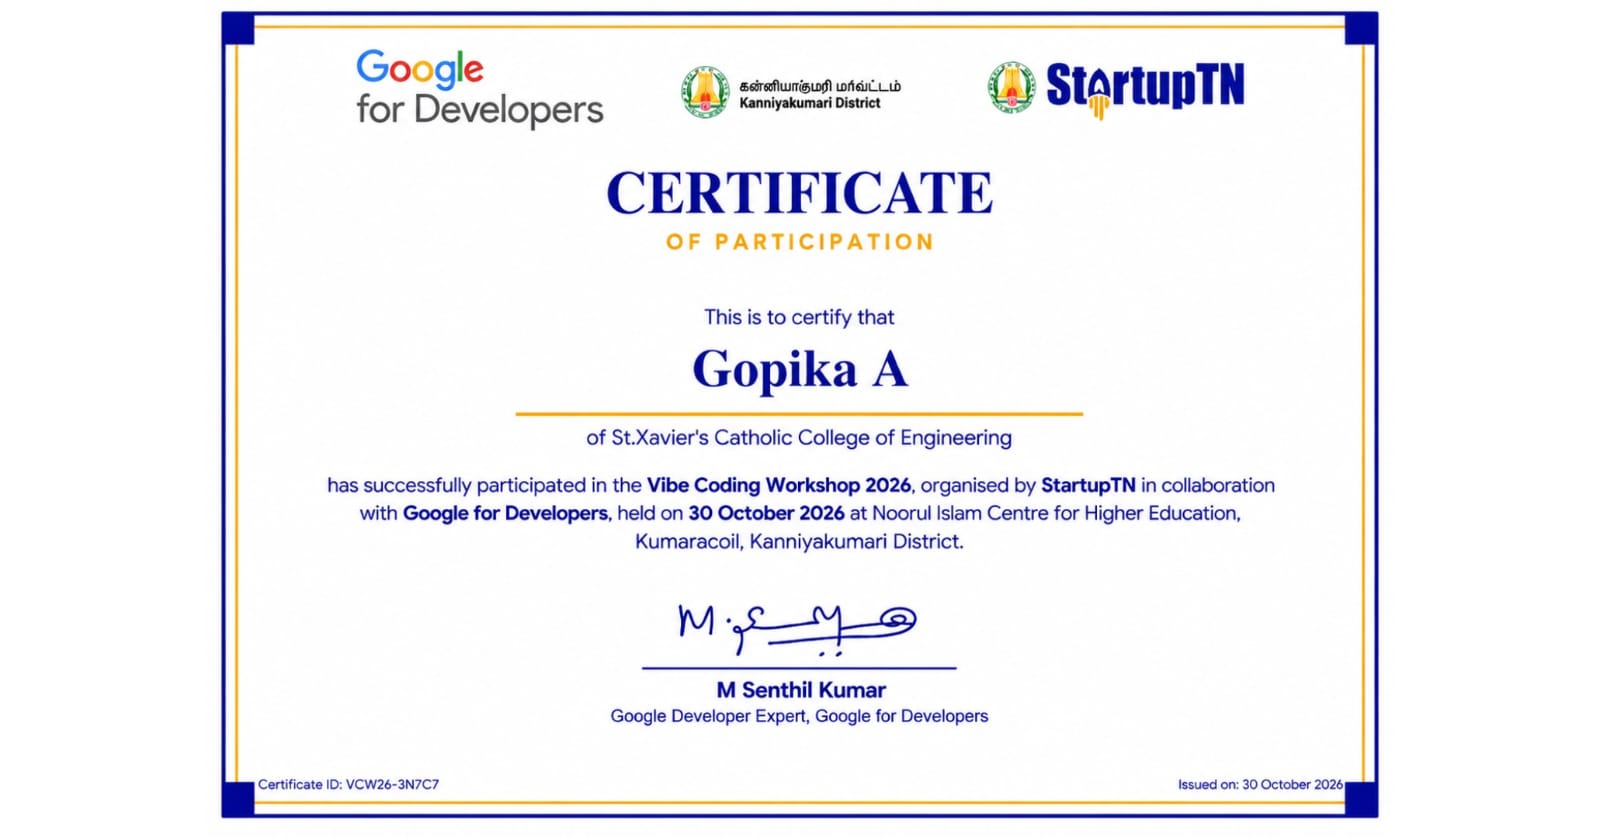 Google
for Developers
கன்னியாகுமரி மாவட்டம்
Kanniyakumari District
StartupTN
CERTIFICATE
OF PARTICIPATION
This is to certify that
Gopika A
of St.Xavier's Catholic College of Engineering
has successfully participated in the Vibe Coding Workshop 2026, organised by StartupTN in collaboration
with Google for Developers, held on 30 October 2026 at Noorul Islam Centre for Higher Education,
Kumaracoil, Kanniyakumari District.
M Senthil Kumar
Google Developer Expert, Google for Developers
Certificate ID: VCW26-3N7C7
Issued on: 30 October 2026